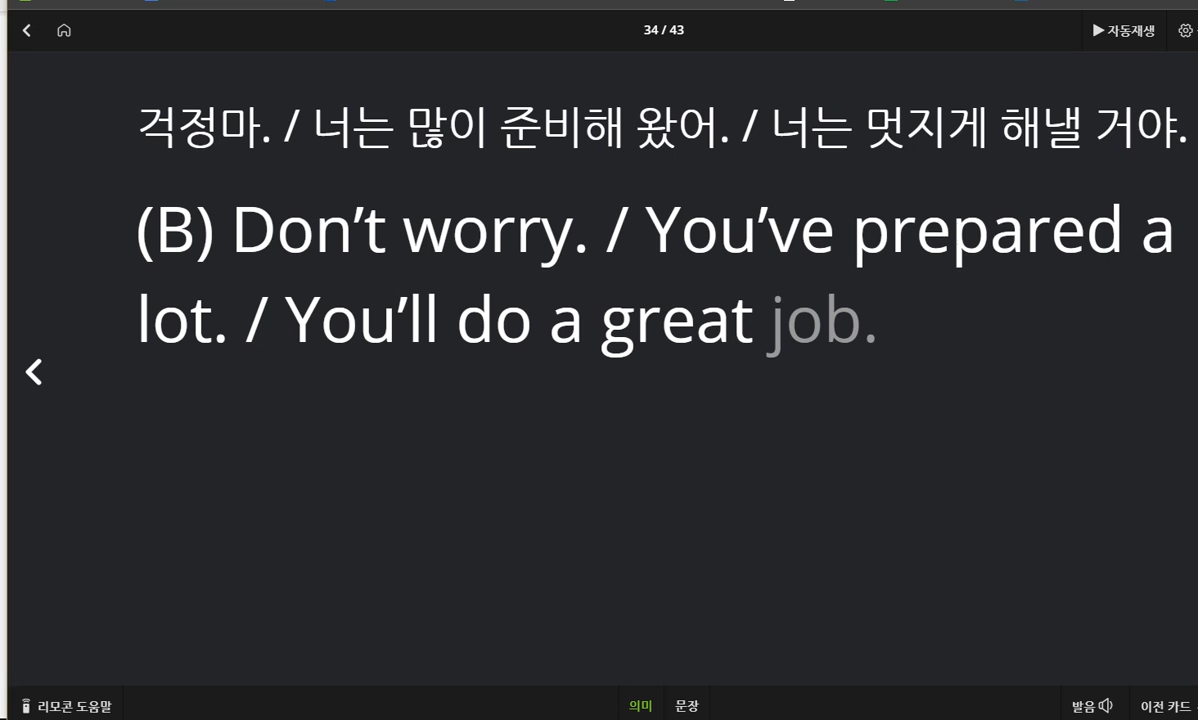 34 / 43
▶ 자동재생
걱정마. / 너는 많이 준비해 왔어. / 너는 멋지게 해낼 거야.
(B) Don’t worry. / You’ve prepared a
lot. / You’ll do a great job.
리모콘 도움말
의미
문장
발음
이전 카드